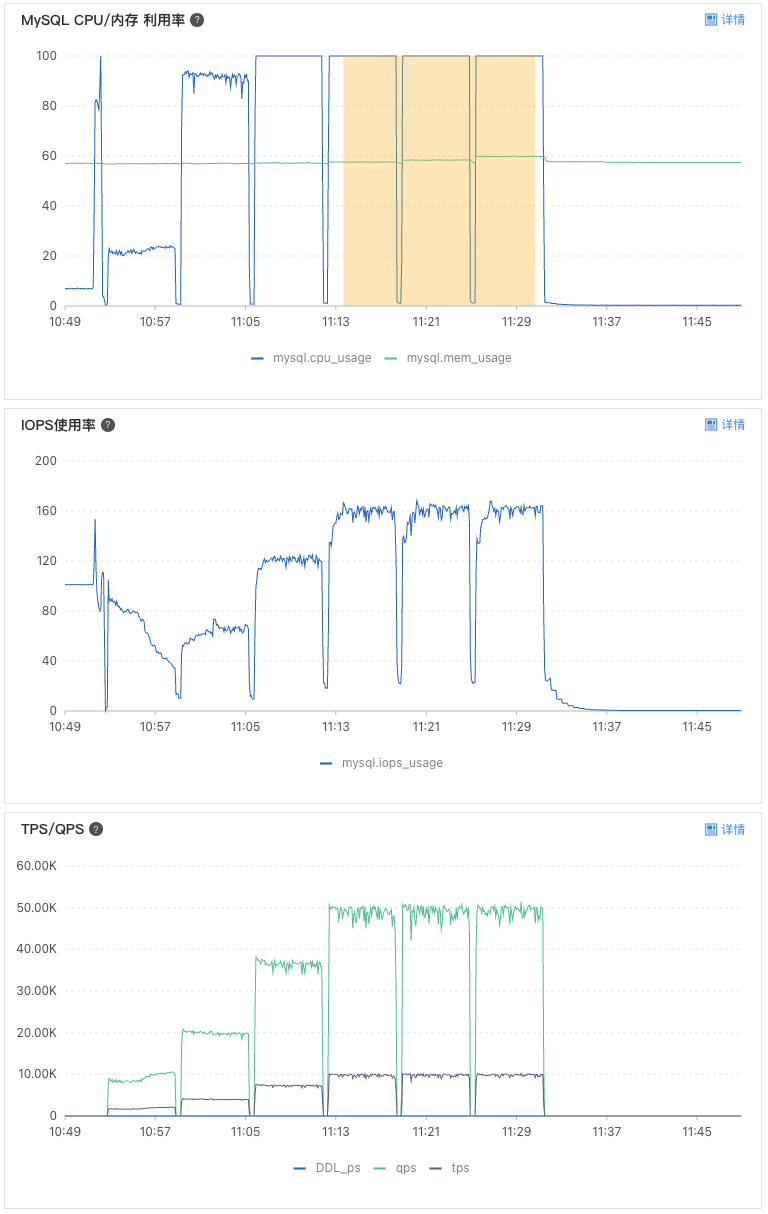 MySQL CPU/内存 利用率 ?
详情
100
80
60
40
20
0
10:49 10:57 11:05 11:13 11:21 11:29 11:37 11:45
mysql.cpu_usage mysql.mem_usage
IOPS使用率 ?
详情
200
160
120
80
40
0
10:49 10:57 11:05 11:13 11:21 11:29 11:37 11:45
mysql.iops_usage
TPS/QPS ?
详情
60.00K
50.00K
40.00K
30.00K
20.00K
10.00K
0
10:49 10:57 11:05 11:13 11:21 11:29 11:37 11:45
DDL_ps qps tps